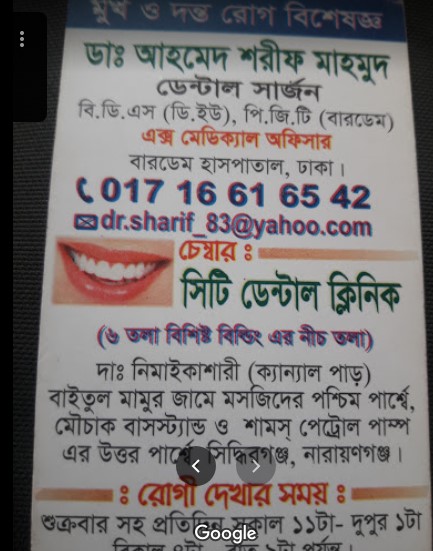 মুখ ও দন্ত রোগ বিশেষজ্ঞ
ডাঃ আহমেদ শরীফ মাহমুদ
ডেন্টাল সার্জন
বি.ডি.এস (ডি.ইউ), পি.জি.টি (বারডেম)
এক্স মেডিক্যাল অফিসার
বারডেম হাসপাতাল, ঢাকা।
017 16 61 65 42
dr.sharif_83@yahoo.com
চেম্বার ঃ
সিটি ডেন্টাল ক্লিনিক
(৬ তলা বিশিষ্ট বিল্ডিং এর নীচ তলা)
দাঃ নিমাইকাশারী (ক্যান্যাল পাড়)
বাইতুল মামুর জামে মসজিদের পশ্চিম পার্শ্বে,
মৌচাক বাসস্ট্যান্ড ও শামস্ পেট্রোল পাম্প
এর উত্তর পার্শ্বে, সিদ্ধিরগঞ্জ, নারায়ণগঞ্জ।
ঃ রোগী দেখার সময় ঃ
শুক্রবার সহ প্রতিদিন সকাল ১১টা- দুপুর ১টা
Google